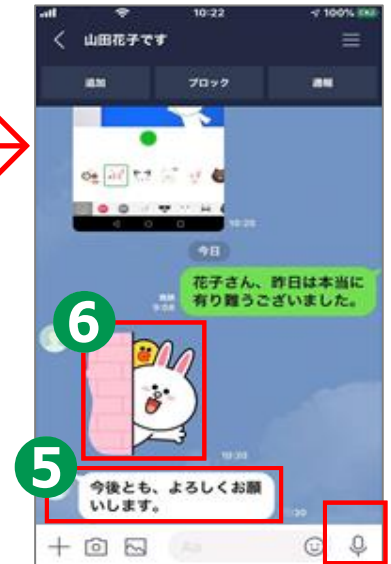 10:22
100%
山田花子です
追加
ブロック
通報
10:20
今日
花子さん、昨日は本当に
有り難うございました。
既読
9:08
6
10:20
5
今後とも、よろしくお願
いします。
Aa